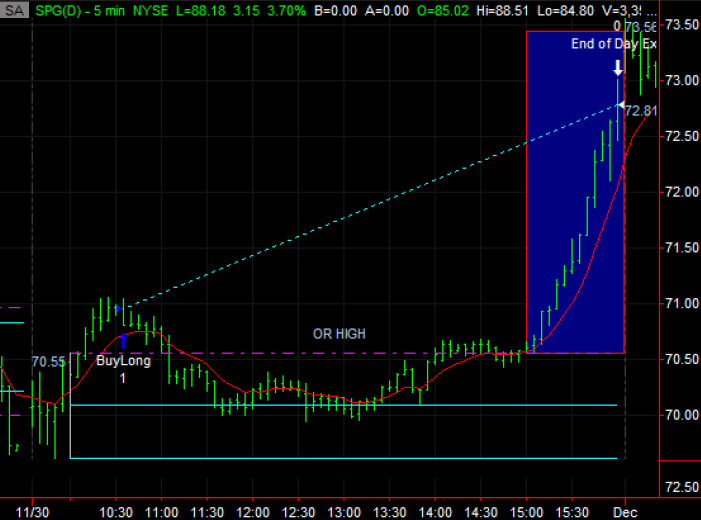 SA SPG(D) - 5 min NYSE L=88.18 3.15 3.70% B=0.00 A=0.00 O=85.02 Hi=88.51 Lo=84.80 V=3,3 ...
73.50
0 73.56
End of Day Ex
73.00
72.81
72.50
72.00
71.50
71.00
OR HIGH
70.55
BuyLong
1
70.50
70.00
72.50
11/30 10:30 11:00 11:30 12:00 12:30 13:00 13:30 14:00 14:30 15:00 15:30 Dec